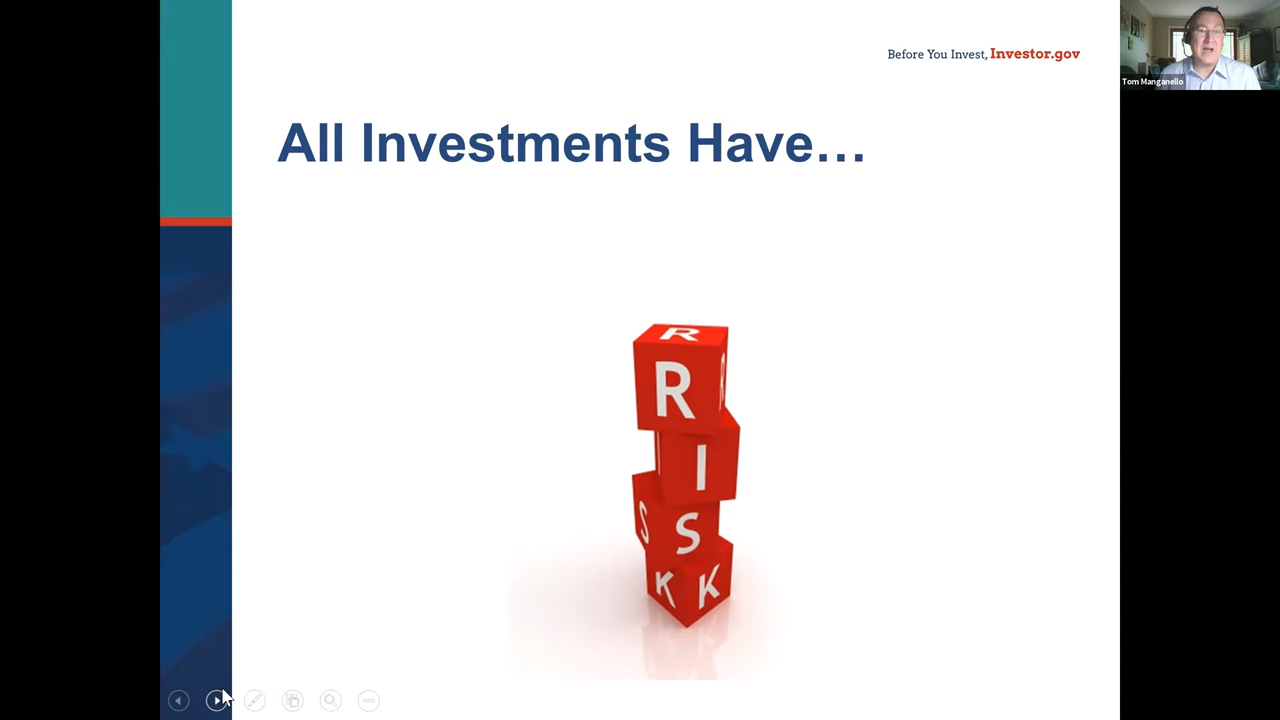 Before You Invest, Investor.gov
Tom Manganello
All Investments Have…
R
R
R
I
I
S
S
K
K